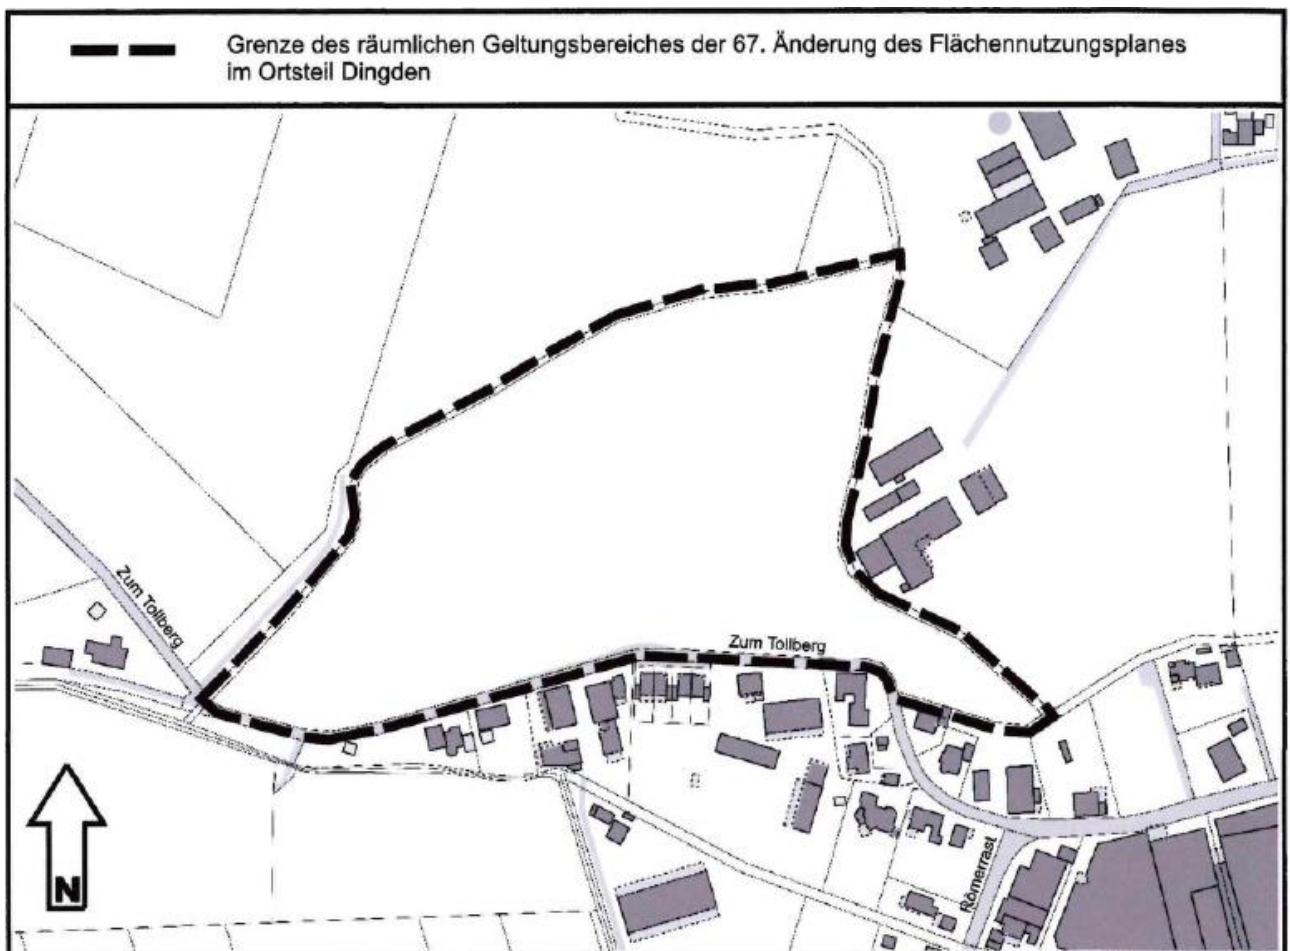 Grenze des räumlichen Geltungsbereiches der 67. Änderung des Flächennutzungsplanes
im Ortsteil Dingden
Zum Tollberg
Zum Tollberg
Römerrast
N